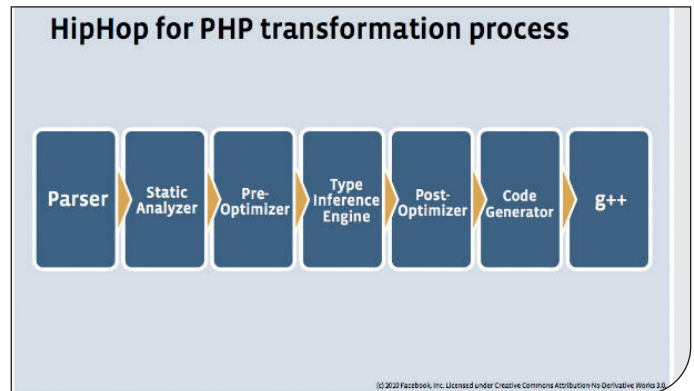 HipHop for PHP transformation process
Parser
Static
Analyzer
Pre-
Optimizer
Type
Inference
Engine
Post-
Optimizer
Code
Generator
g++
(c) 2010 Facebook, Inc. Licensed under Creative Commons Attribution-No Derivative Works 3.0.